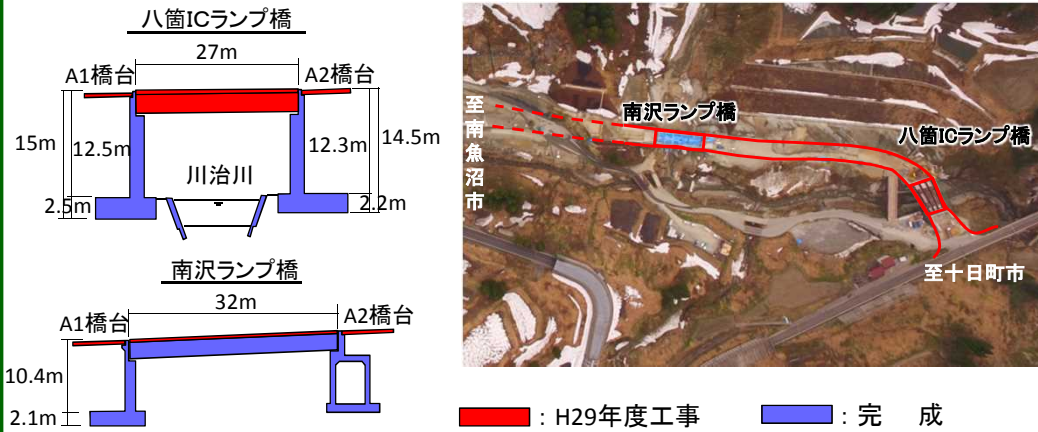 八箇ICランプ橋
27m
A1橋台
A2橋台
15m
12.5m
12.3m
14.5m
川治川
2.5m
2.2m
南沢ランプ橋
32m
A1橋台
A2橋台
10.4m
2.1m
至南魚沼市
南沢ランプ橋
八箇ICランプ橋
至十日町市
：H29年度工事
：完　成